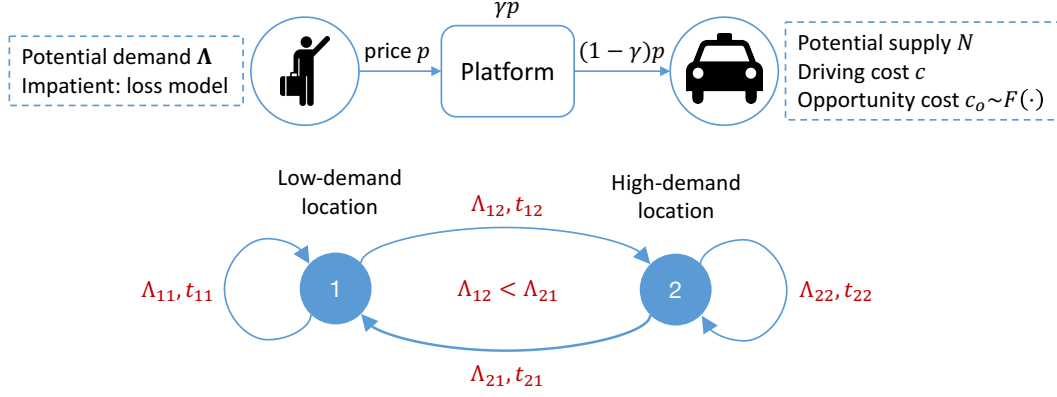 γp
Potential demand Λ
Impatient: loss model
price p
Platform
(1 − γ)p
Potential supply N
Driving cost c
Opportunity cost c_o~F(·)
Low-demand
location
High-demand
location
Λ₁₂, t₁₂
Λ₁₁, t₁₁
1
Λ₁₂ < Λ₂₁
2
Λ₂₂, t₂₂
Λ₂₁, t₂₁